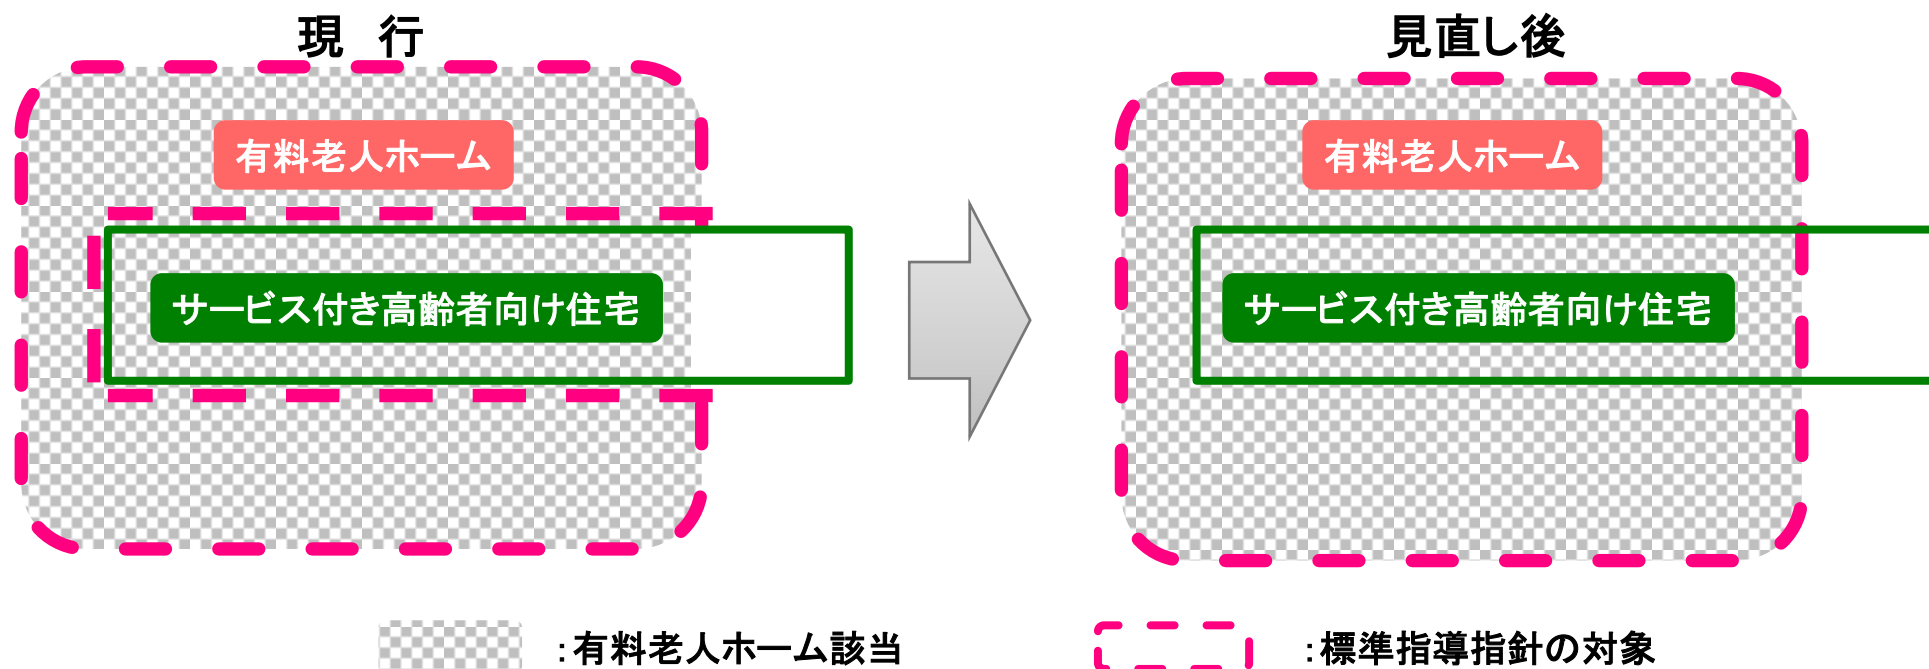 現　行
見直し後
有料老人ホーム
有料老人ホーム
サービス付き高齢者向け住宅
サービス付き高齢者向け住宅
：有料老人ホーム該当
：標準指導指針の対象